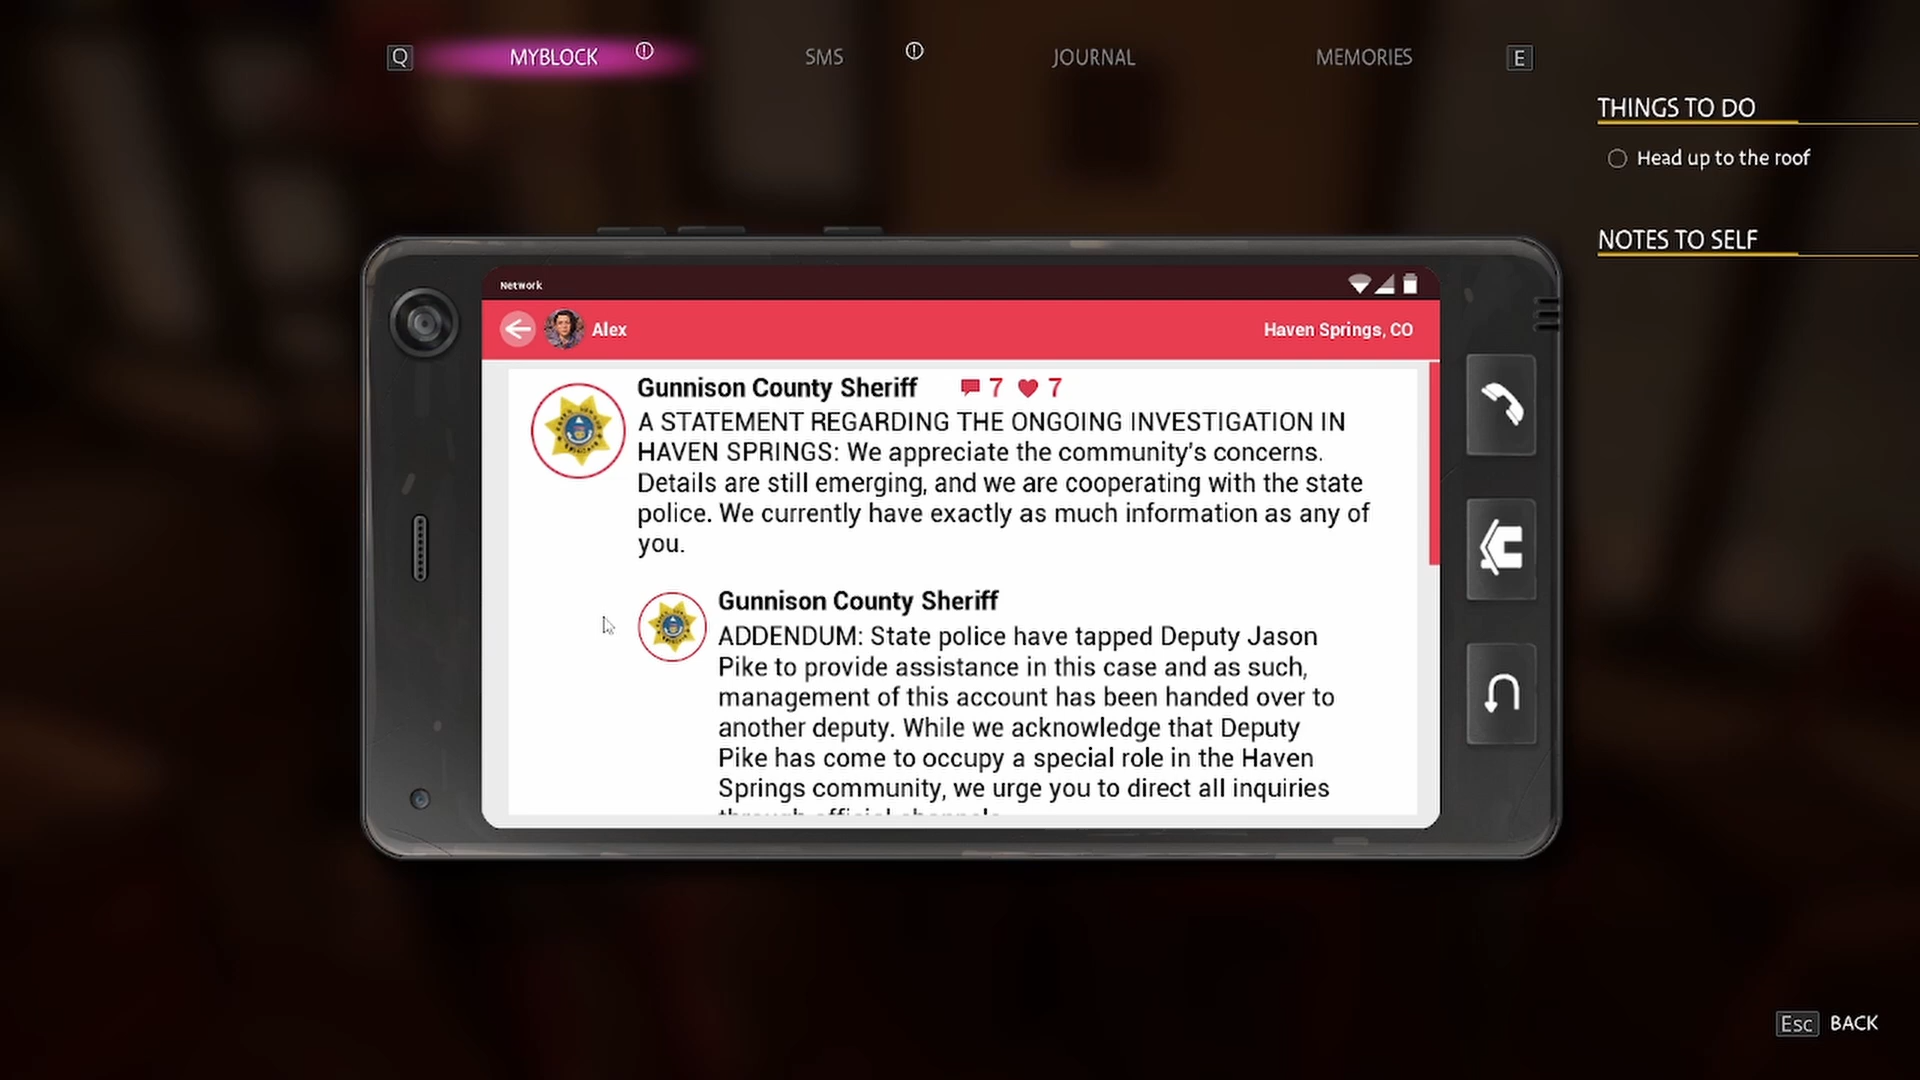 Q
MYBLOCK
SMS
JOURNAL
MEMORIES
E
THINGS TO DO
Head up to the roof
NOTES TO SELF
Network
Alex
Haven Springs, CO
Gunnison County Sheriff 7 7
A STATEMENT REGARDING THE ONGOING INVESTIGATION IN
HAVEN SPRINGS: We appreciate the community's concerns.
Details are still emerging, and we are cooperating with the state
police. We currently have exactly as much information as any of
you.
Gunnison County Sheriff
ADDENDUM: State police have tapped Deputy Jason
Pike to provide assistance in this case and as such,
management of this account has been handed over to
another deputy. While we acknowledge that Deputy
Pike has come to occupy a special role in the Haven
Springs community, we urge you to direct all inquiries
through official channels
Esc BACK